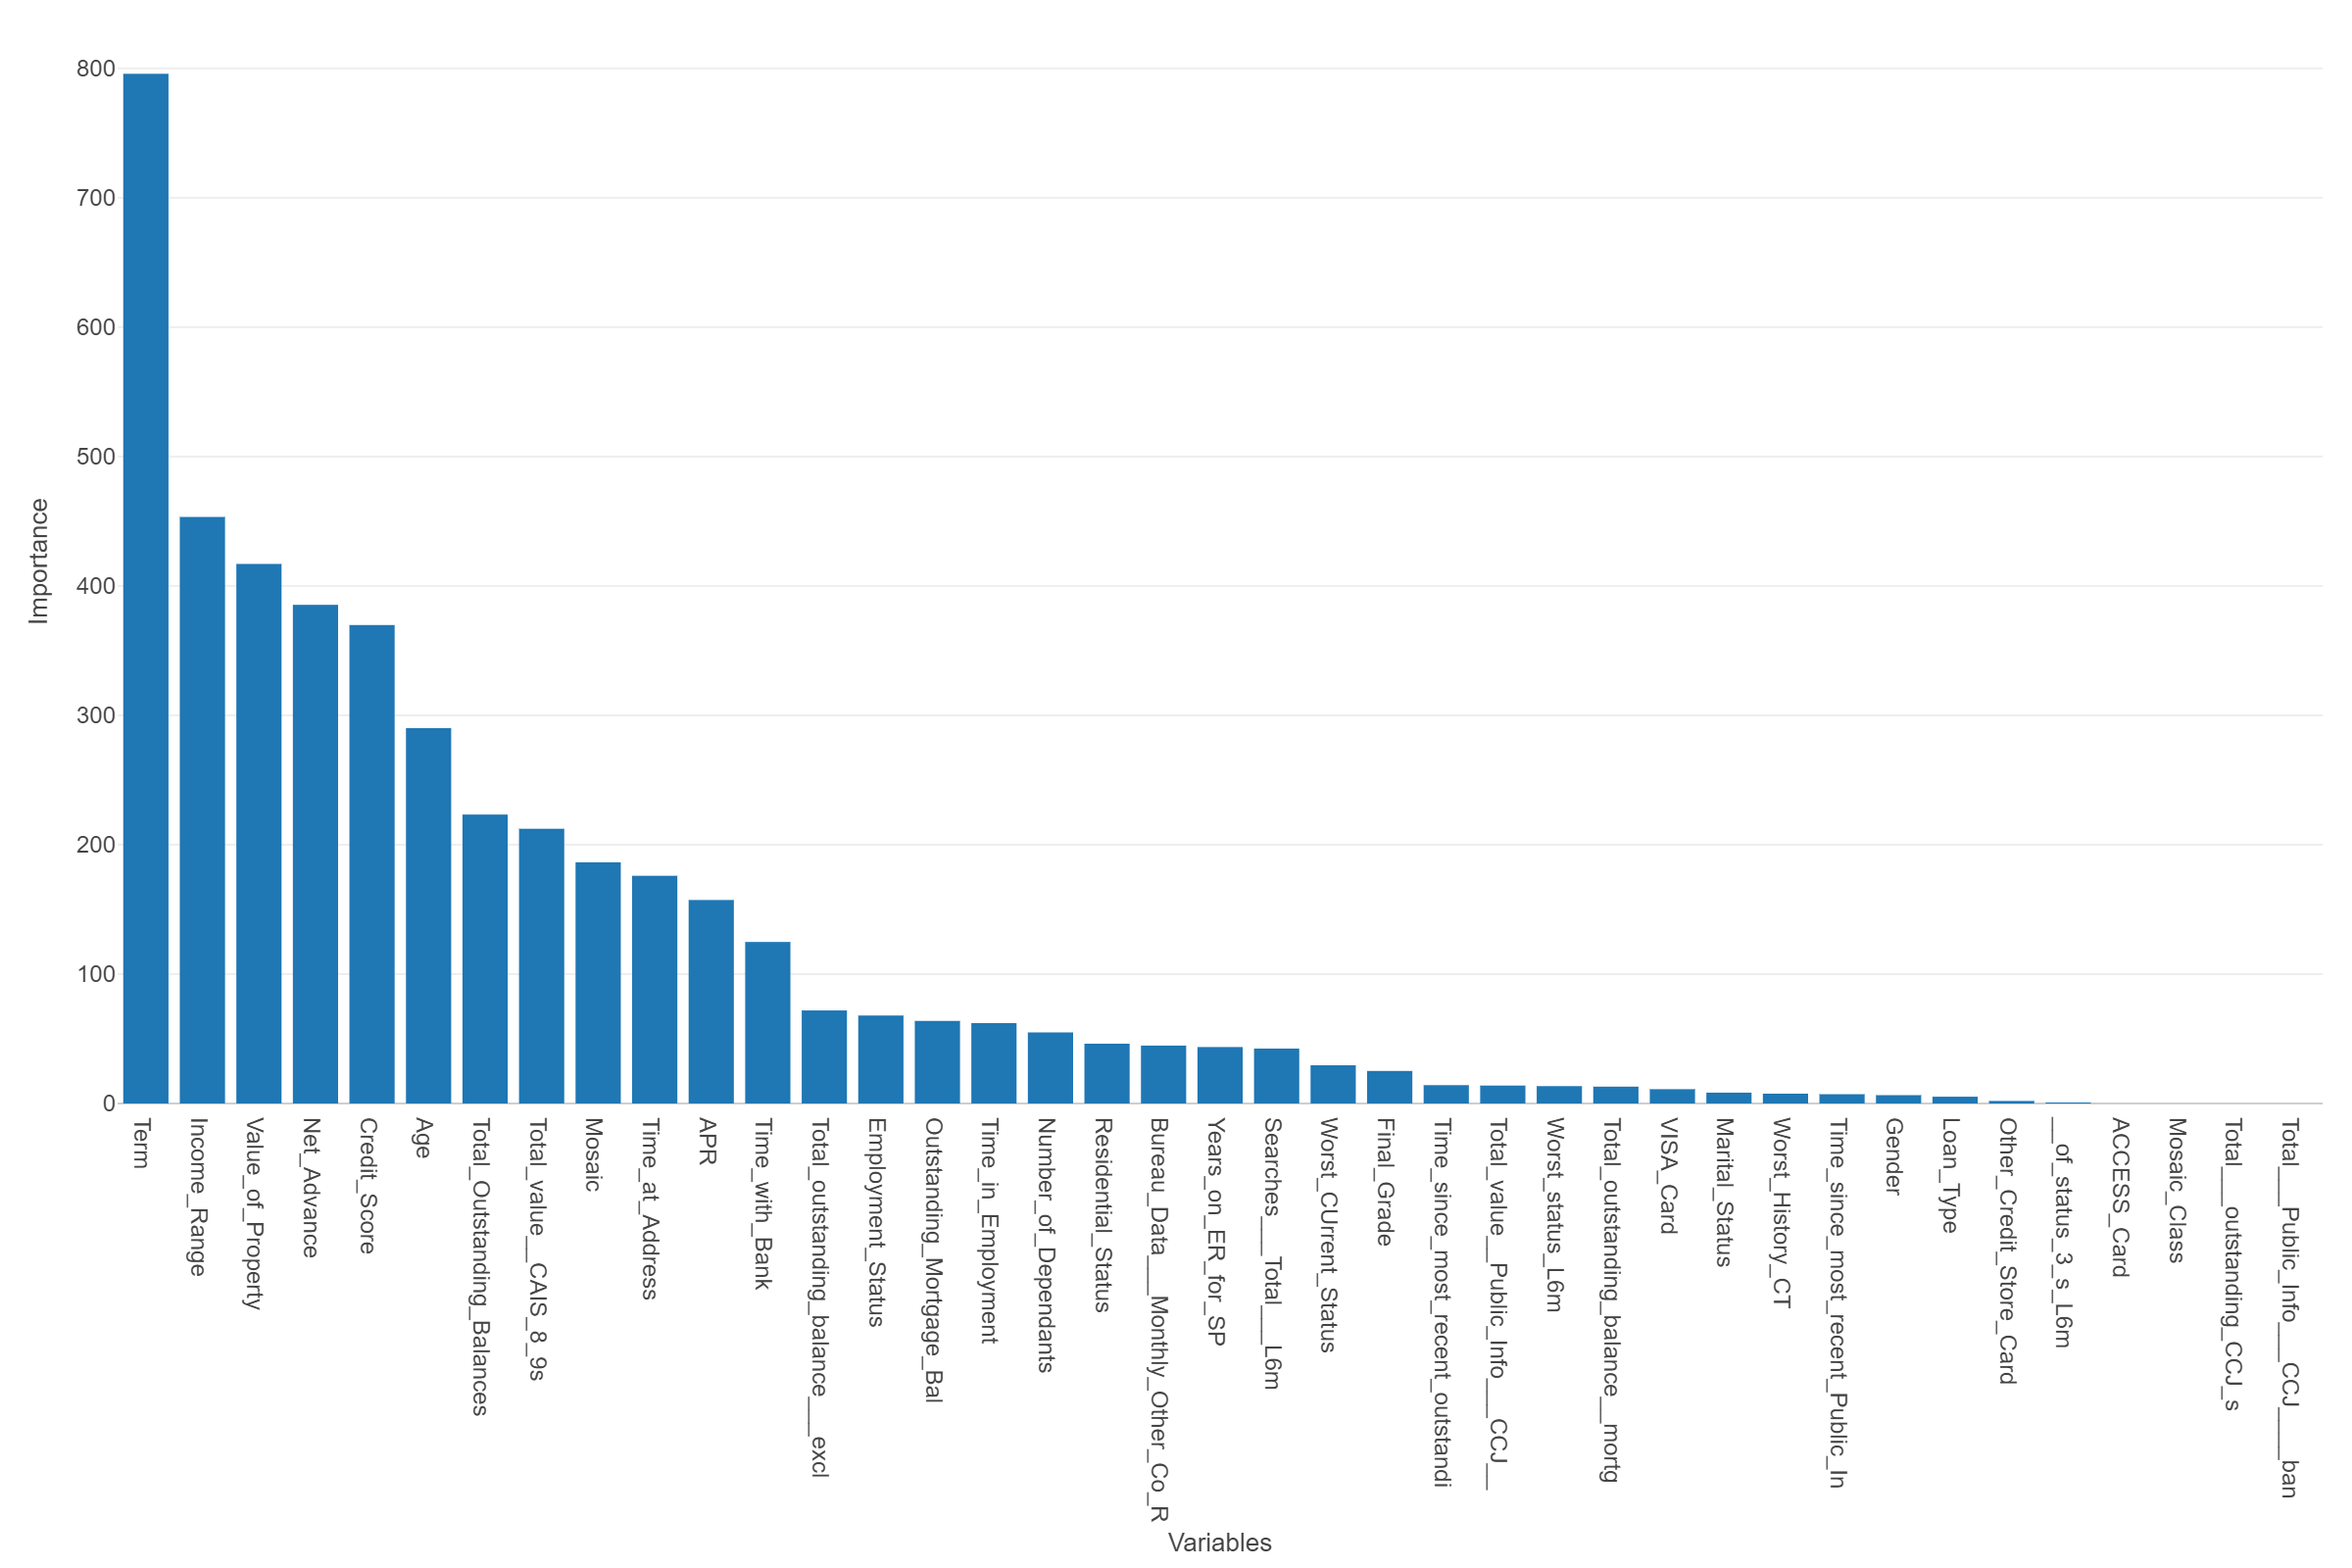 800
700
600
500
400
300
200
100
0
Importance
Term
Income_Range
Value_of_Property
Net_Advance
Credit_Score
Age
Total_Outstanding_Balances
Total_value__CAIS_8_9s
Mosaic
Time_at_Address
APR
Time_with_Bank
Total_outstanding_balance___excl
Employment_Status
Outstanding_Mortgage_Bal
Time_in_Employment
Number_of_Dependants
Residential_Status
Bureau_Data___Monthly_Other_Co_R
Years_on_ER_for_SP
Searches___Total___L6m
Worst_CUrrent_Status
Final_Grade
Time_since_most_recent_outstandi
Total_value__Public_Info___CCJ__
Worst_status_L6m
Total_outstanding_balance__mortg
VISA_Card
Marital_Status
Worst_History_CT
Time_since_most_recent_Public_In
Gender
Loan_Type
Other_Credit_Store_Card
__of_status_3_s_L6m
ACCESS_Card
Mosaic_Class
Total___outstanding_CCJ_s
Total___Public_Info___CCJ____ban
Variables